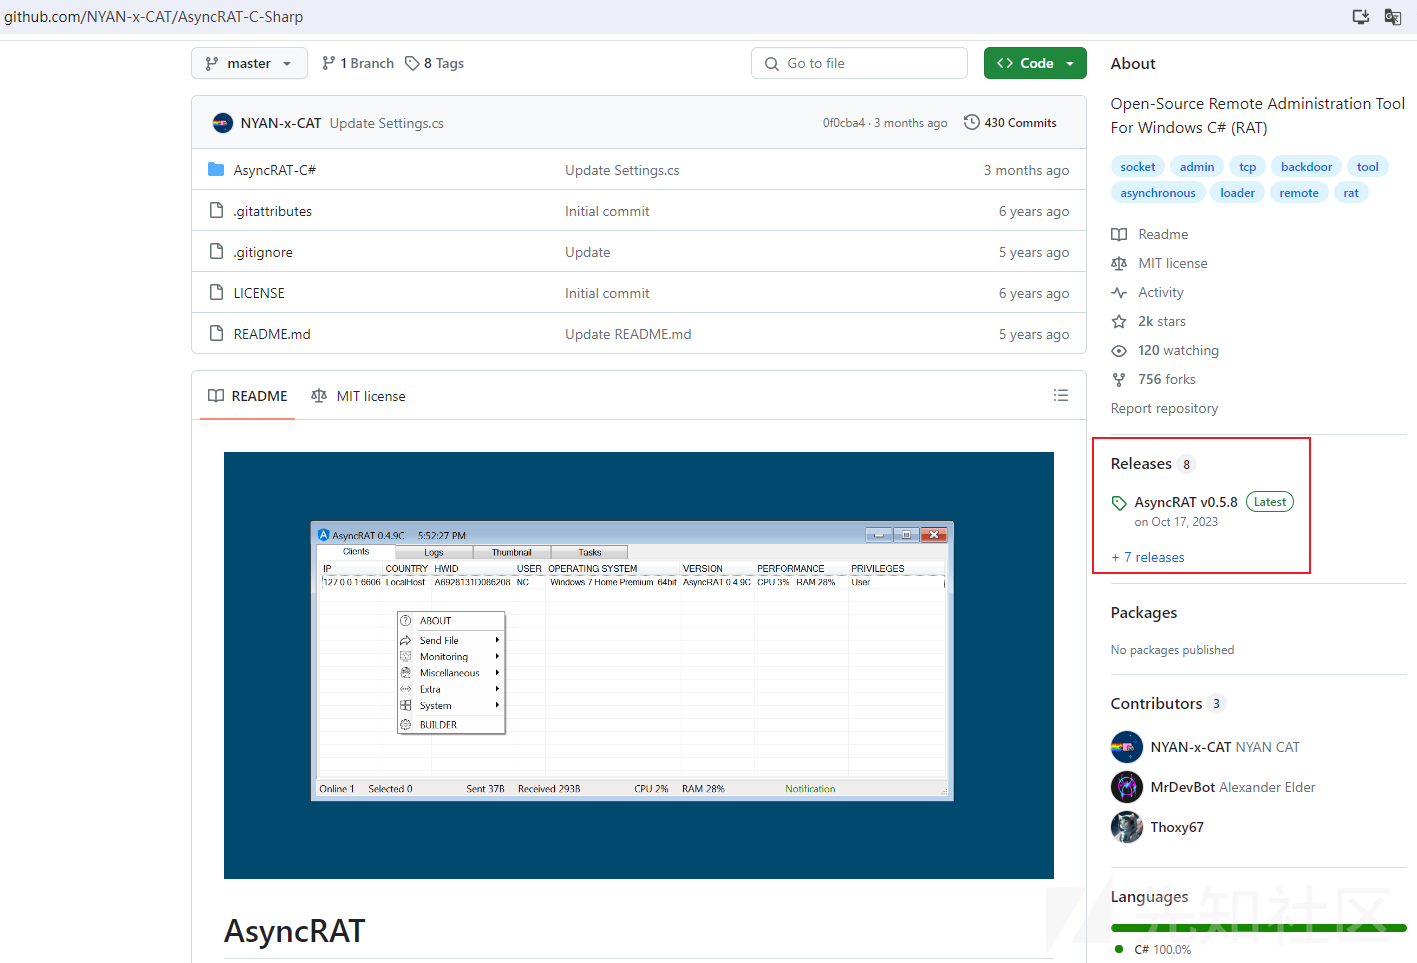 github.com/NYAN-x-CAT/AsyncRAT-C-Sharp
master 1 Branch 8 Tags Go to file Code
NYAN-x-CAT Update Settings.cs 0f0cba4 · 3 months ago 430 Commits
AsyncRAT-C# Update Settings.cs 3 months ago
.gitattributes Initial commit 6 years ago
.gitignore Update 5 years ago
LICENSE Initial commit 6 years ago
README.md Update README.md 5 years ago
README MIT license
AsyncRAT 0.4.9C 5:52:27 PM
Clients Logs Thumbnail Tasks
IP COUNTRY HWID USER OPERATING SYSTEM VERSION PERFORMANCE PRIVILEGES
127.0.0.1:6606 LocalHost A6928131D086208 NC Windows 7 Home Premium 64bit AsyncRAT 0.4.9C CPU 3% RAM 28% User
ABOUT
Send File
Monitoring
Miscellaneous
Extra
System
BUILDER
Online 1 Selected 0 Sent 37B Received 293B CPU 2% RAM 28% Notification
AsyncRAT
About
Open-Source Remote Administration Tool
For Windows C# (RAT)
socket admin tcp backdoor tool
asynchronous loader remote rat
Readme
MIT license
Activity
2k stars
120 watching
756 forks
Report repository
Releases 8
AsyncRAT v0.5.8 Latest
on Oct 17, 2023
+ 7 releases
Packages
No packages published
Contributors 3
NYAN-x-CAT NYAN CAT
MrDevBot Alexander Elder
Thoxy67
Languages
C# 100.0%
先知社区